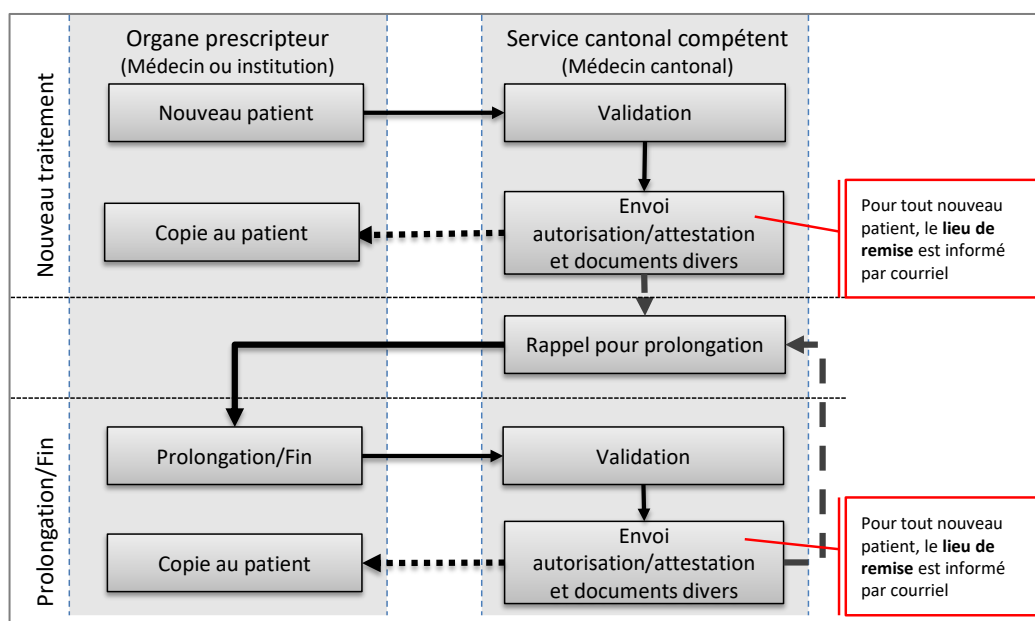 Organe prescripteur
(Médecin ou institution)
Service cantonal compétent
(Médecin cantonal)
Nouveau traitement
Nouveau patient
Validation
Copie au patient
Envoi
autorisation/attestation
et documents divers
Pour tout nouveau
patient, le lieu de
remise est informé
par courriel
Rappel pour prolongation
Prolongation/Fin
Prolongation/Fin
Validation
Copie au patient
Envoi
autorisation/attestation
et documents divers
Pour tout nouveau
patient, le lieu de
remise est informé
par courriel